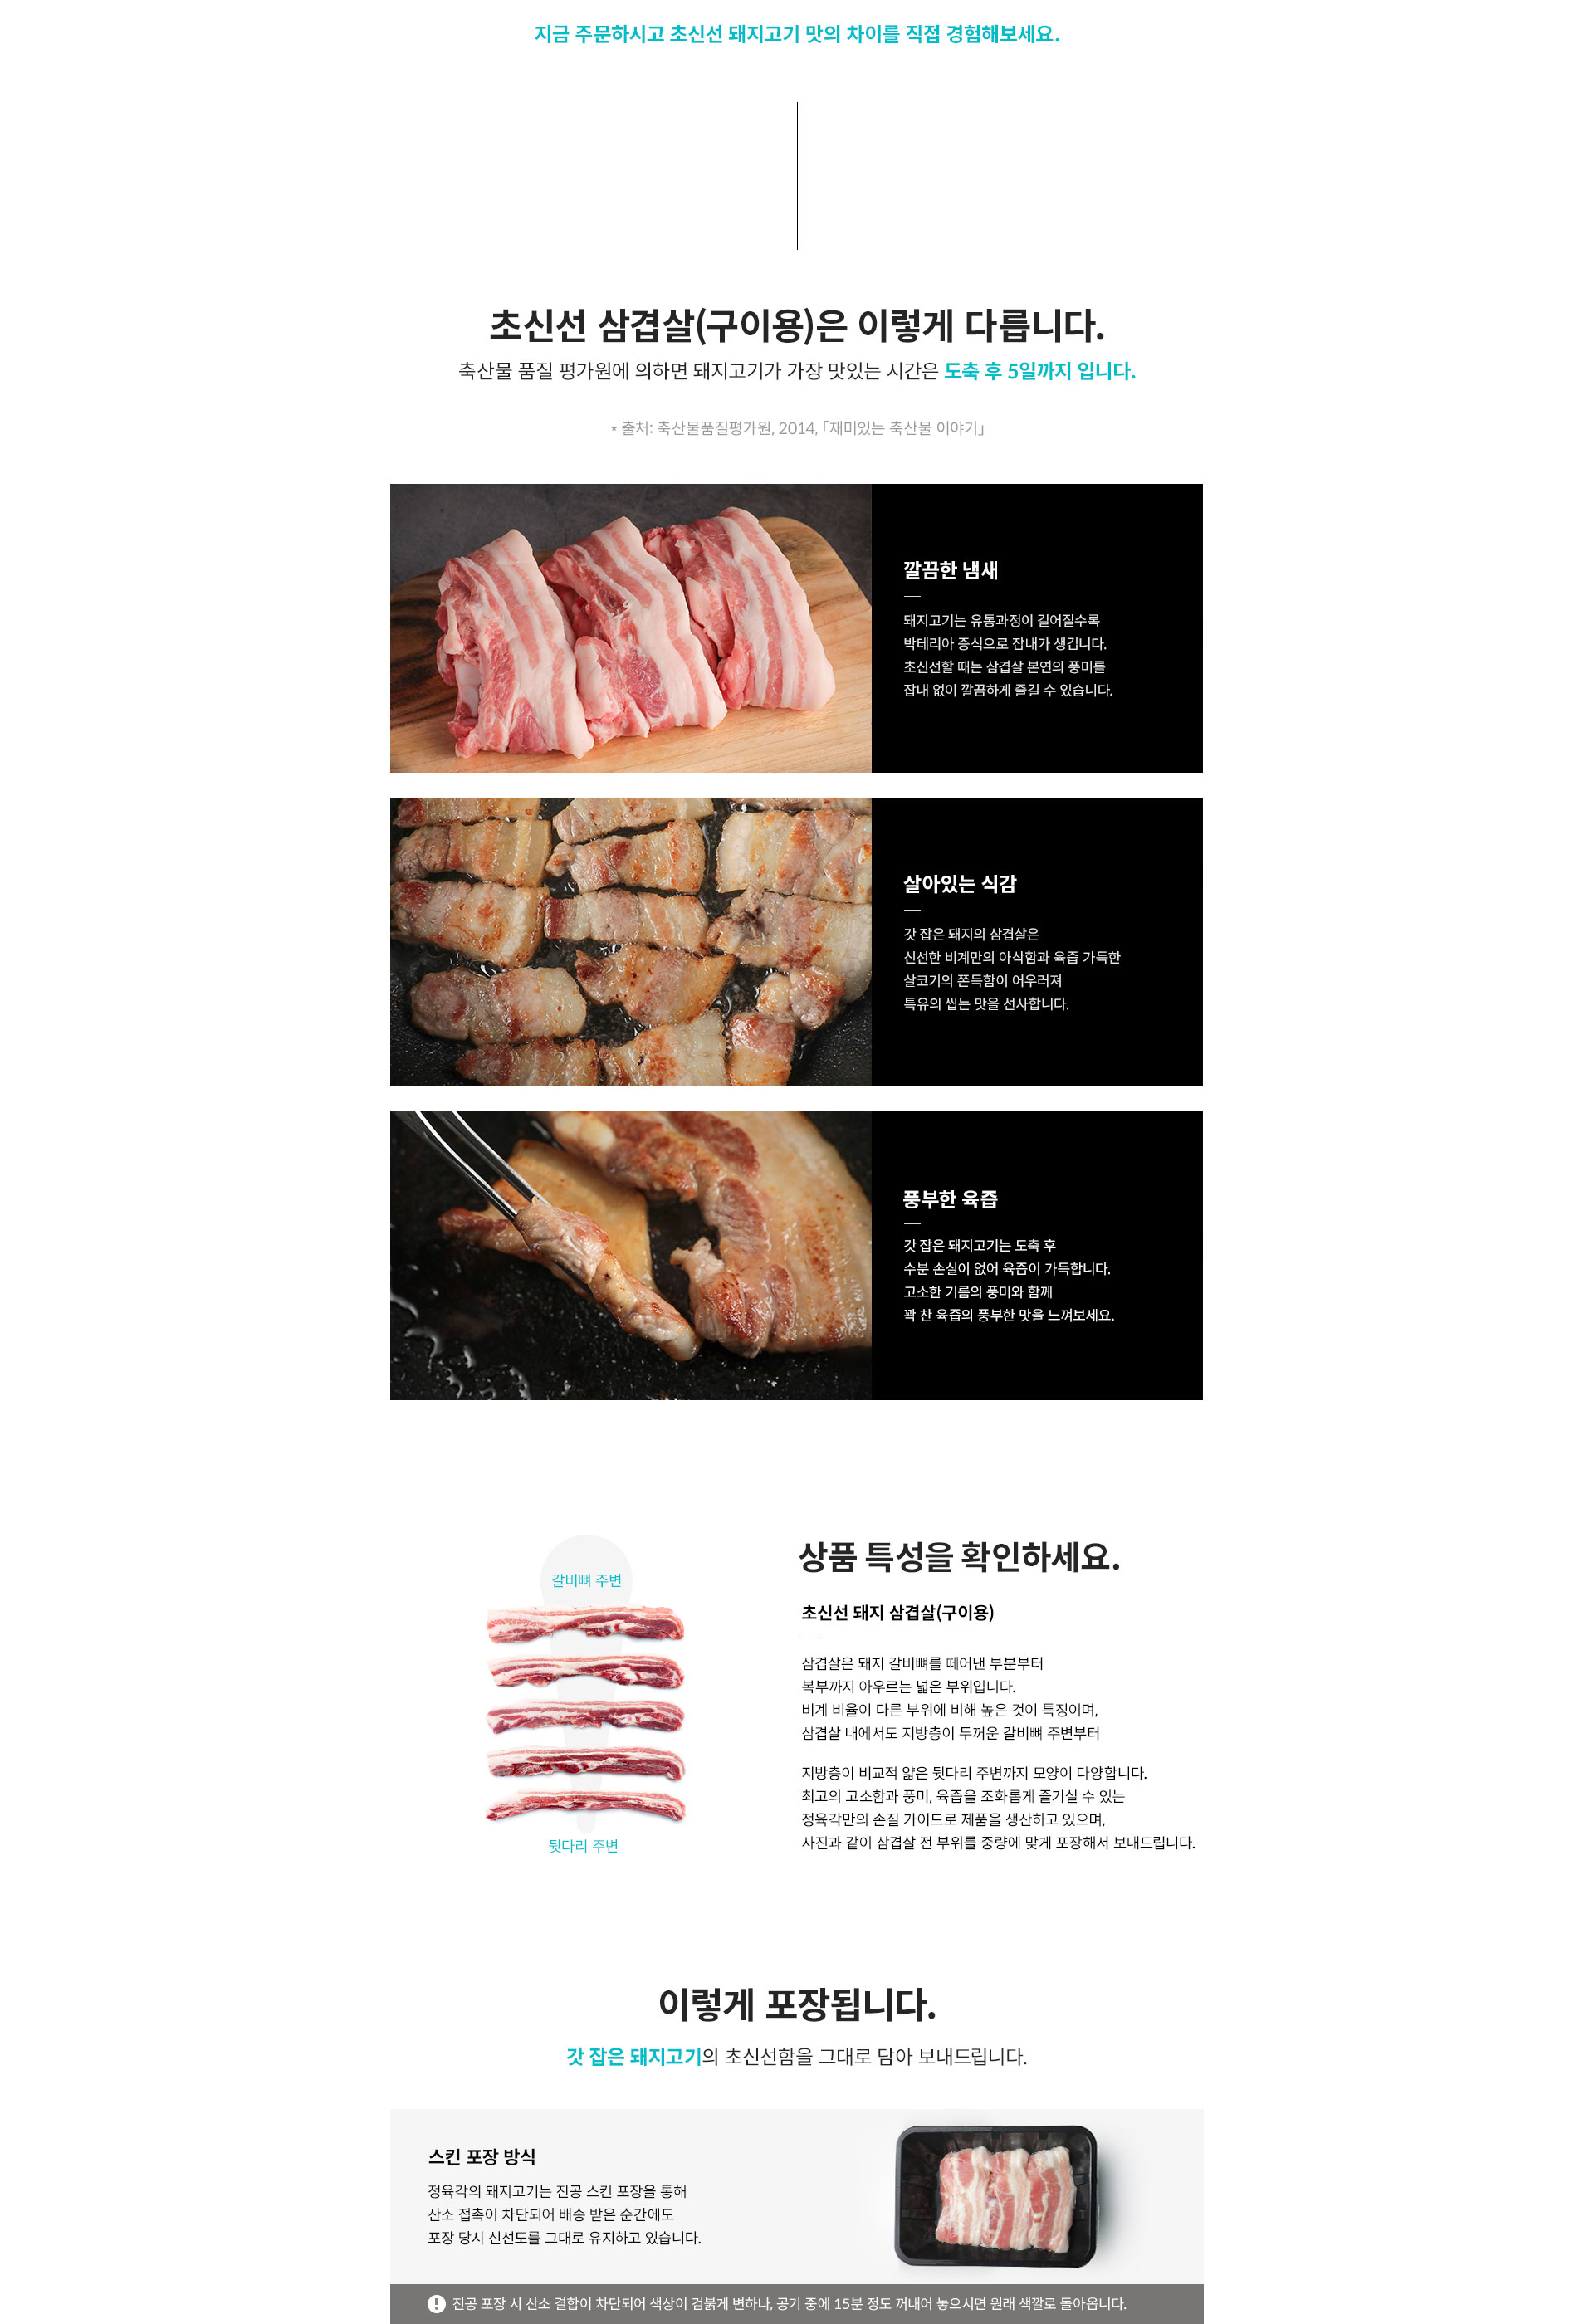 지금 주문하시고 초신선 돼지고기 맛의 차이를 직접 경험해보세요.
초신선 삼겹살(구이용)은 이렇게 다릅니다.
축산물 품질 평가원에 의하면 돼지고기가 가장 맛있는 시간은 도축 후 5일까지 입니다.
* 출처: 축산물품질평가원, 2014, 「재미있는 축산물 이야기」
깔끔한 냄새
돼지고기는 유통과정이 길어질수록
박테리아 증식으로 잡내가 생깁니다.
초신선할 때는 삼겹살 본연의 풍미를
잡내 없이 깔끔하게 즐길 수 있습니다.
살아있는 식감
갓 잡은 돼지의 삼겹살은
신선한 비계만의 아삭함과 육즙 가득한
살코기의 쫀득함이 어우러져
특유의 씹는 맛을 선사합니다.
풍부한 육즙
갓 잡은 돼지고기는 도축 후
수분 손실이 없어 육즙이 가득합니다.
고소한 기름의 풍미와 함께
꽉 찬 육즙의 풍부한 맛을 느껴보세요.
갈비뼈 주변
뒷다리 주변
상품 특성을 확인하세요.
초신선 돼지 삼겹살(구이용)
삼겹살은 돼지 갈비뼈를 떼어낸 부분부터
복부까지 아우르는 넓은 부위입니다.
비계 비율이 다른 부위에 비해 높은 것이 특징이며,
삼겹살 내에서도 지방층이 두꺼운 갈비뼈 주변부터
지방층이 비교적 얇은 뒷다리 주변까지 모양이 다양합니다.
최고의 고소함과 풍미, 육즙을 조화롭게 즐기실 수 있는
정육각만의 손질 가이드로 제품을 생산하고 있으며,
사진과 같이 삼겹살 전 부위를 중량에 맞게 포장해서 보내드립니다.
이렇게 포장됩니다.
갓 잡은 돼지고기의 초신선함을 그대로 담아 보내드립니다.
스킨 포장 방식
정육각의 돼지고기는 진공 스킨 포장을 통해
산소 접촉이 차단되어 배송 받은 순간에도
포장 당시 신선도를 그대로 유지하고 있습니다.
진공 포장 시 산소 결합이 차단되어 색상이 검붉게 변하나, 공기 중에 15분 정도 꺼내어 놓으시면 원래 색깔로 돌아옵니다.